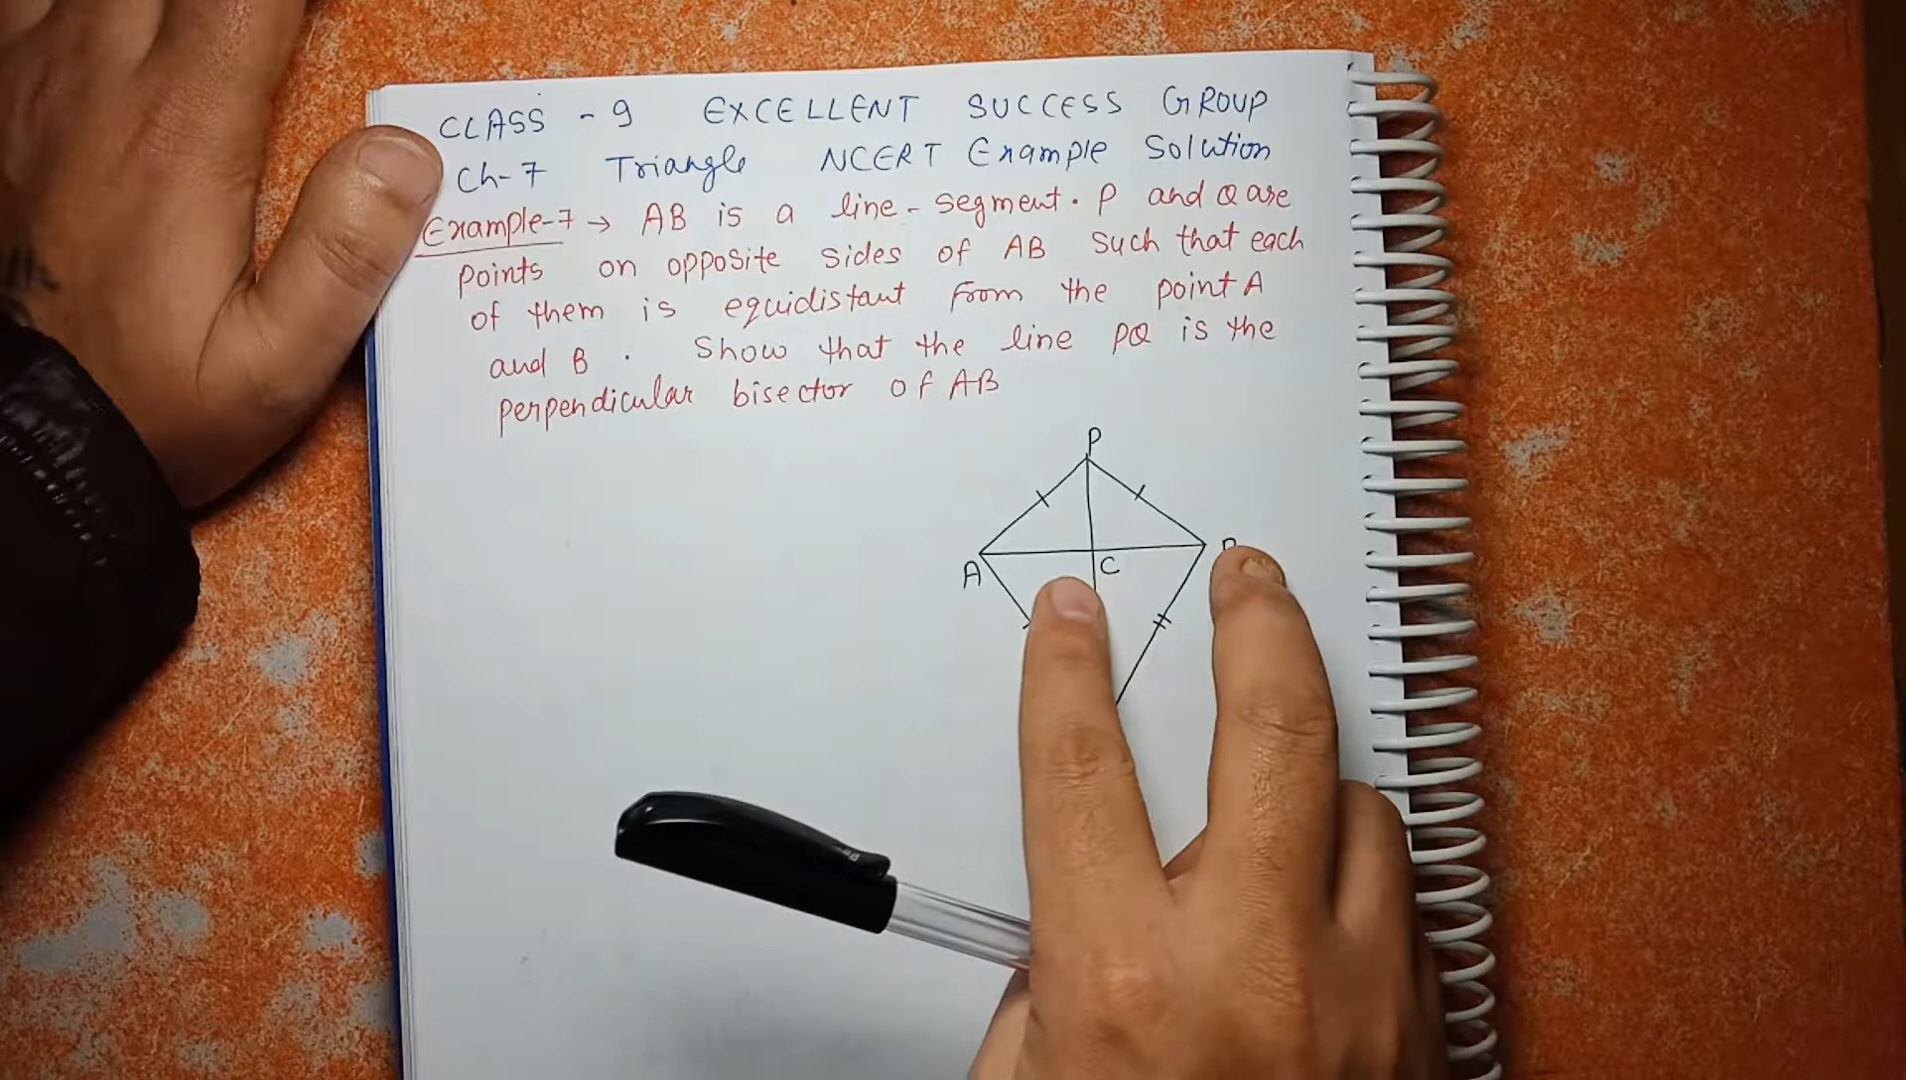 CLASS - 9 EXCELLENT SUCCESS GROUP
Ch-7 Triangle NCERT Example Solution
Example-7 → AB is a line-segment. P and Q are
points on opposite sides of AB such that each
of them is equidistant from the point A
and B. Show that the line PQ is the
perpendicular bisector of AB
P
A
C